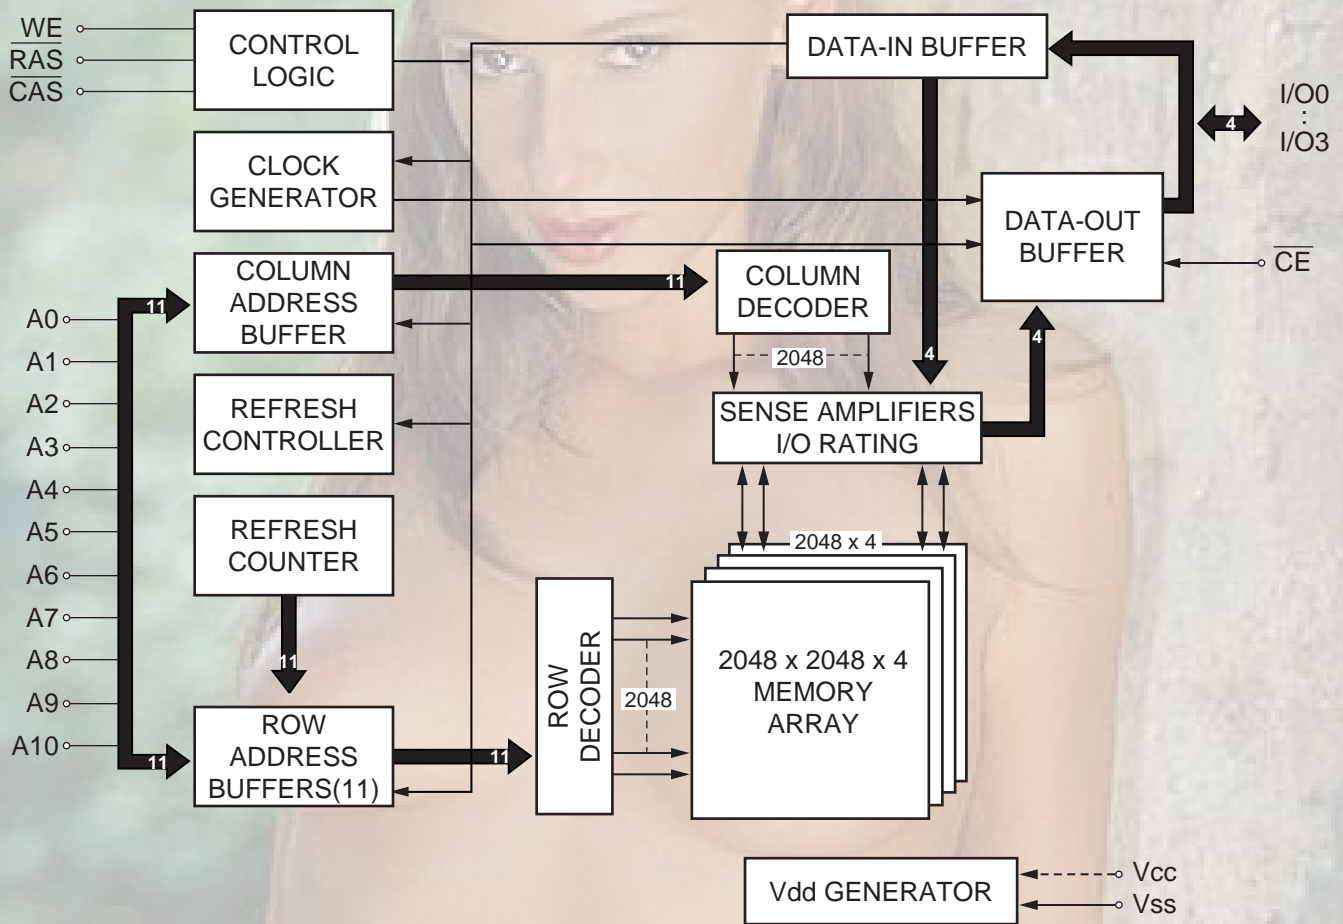 WE
RAS
CAS
CONTROL
LOGIC
DATA-IN BUFFER
I/O0
:
I/O3
4
CLOCK
GENERATOR
DATA-OUT
BUFFER
CE
COLUMN
ADDRESS
BUFFER
11
11
COLUMN
DECODER
A0
A1
A2
A3
A4
A5
A6
A7
A8
A9
A10
2048
4
4
REFRESH
CONTROLLER
SENSE AMPLIFIERS
I/O RATING
REFRESH
COUNTER
11
2048 x 4
ROW
DECODER
2048
2048 x 2048 x 4
MEMORY
ARRAY
ROW
ADDRESS
BUFFERS(11)
11
11
Vdd GENERATOR
Vcc
Vss